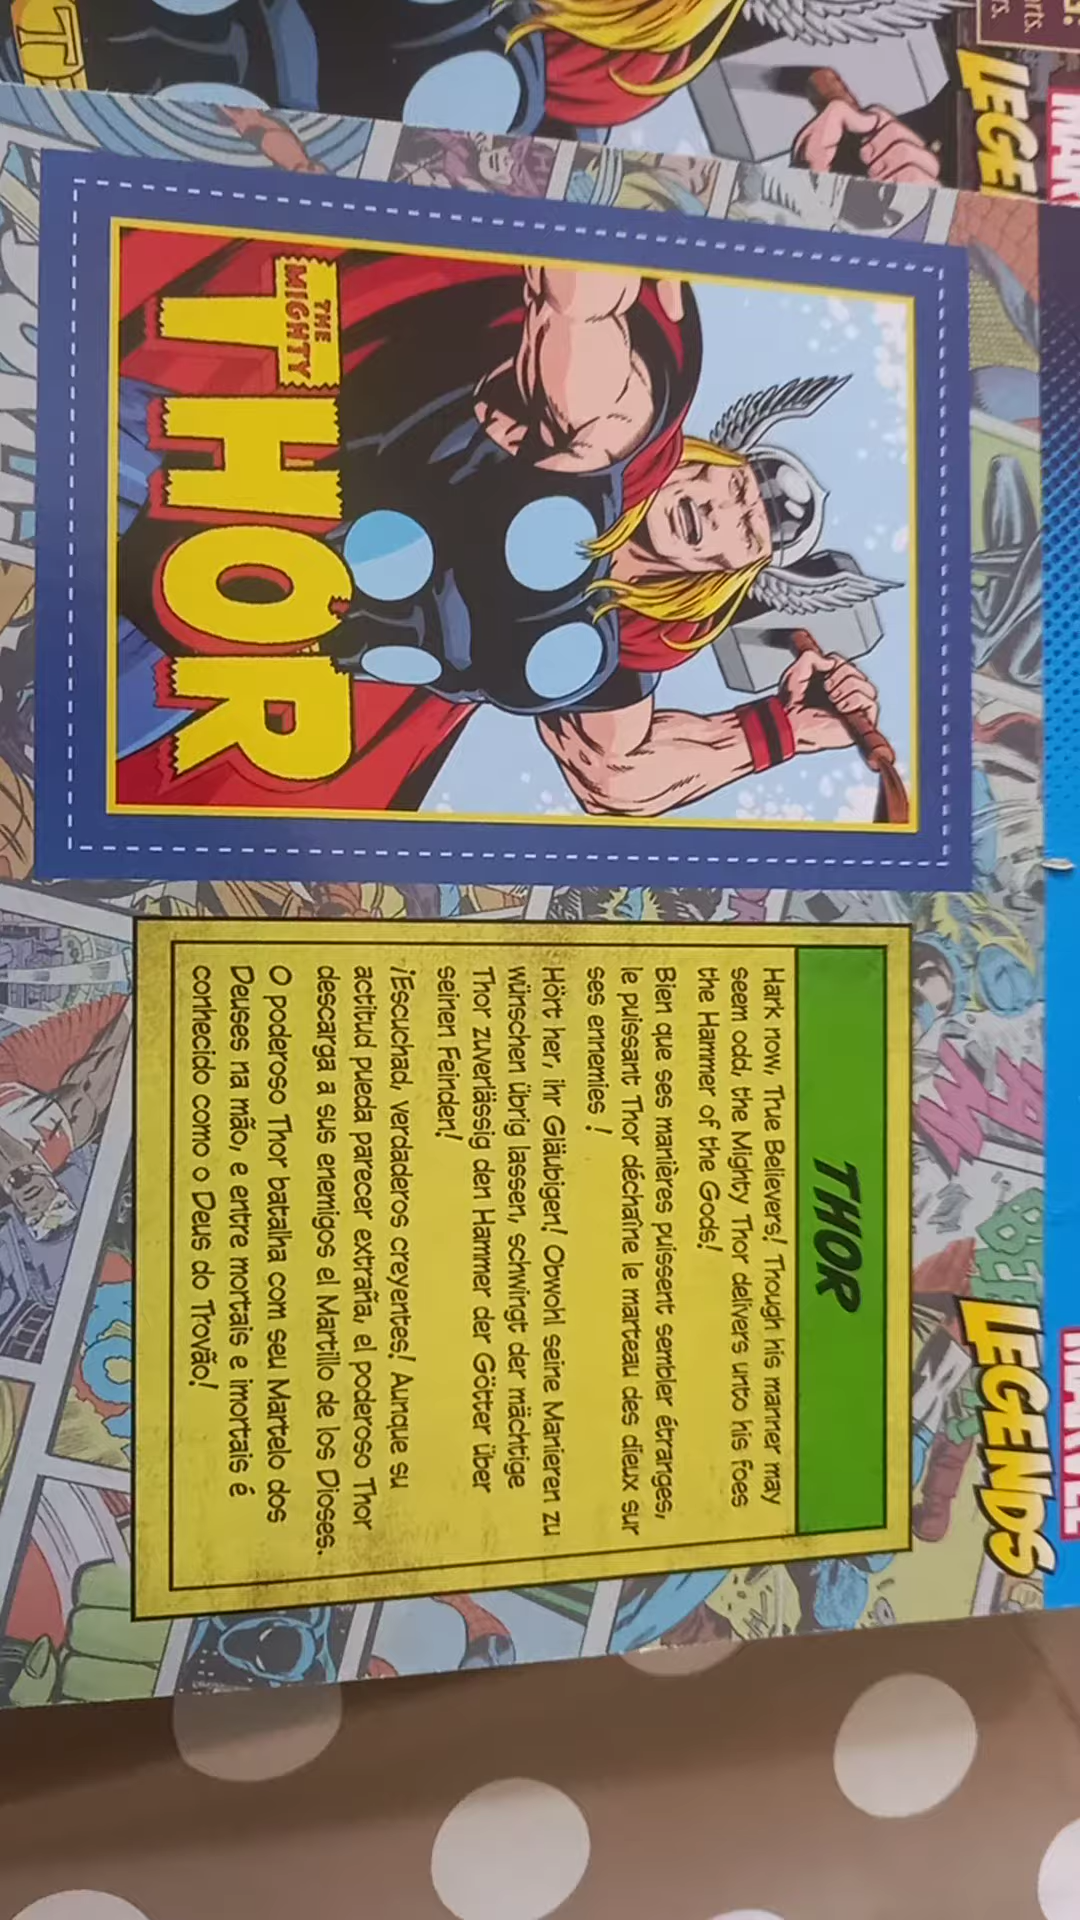 THE
MIGHTY
THOR
THOR
Hark now, True Believers! Though his manner may
seem odd, the Mighty Thor delivers unto his foes
the Hammer of the Gods!
Bien que ses manières puissent sembler étranges,
le puissant Thor déchaîne le marteau des dieux sur
ses ennemies !
Hört her, ihr Gläubigen! Obwohl seine Manieren zu
wünschen übrig lassen, schwingt der mächtige
Thor zuverlässig den Hammer der Götter über
seinen Feinden!
¡Escuchad, verdaderos creyentes! Aunque su
actitud pueda parecer extraña, el poderoso Thor
descarga a sus enemigos el Martillo de los Dioses.
O poderoso Thor batalha com seu Martelo dos
Deuses na mão, e entre mortais e imortais é
conhecido como o Deus do Trovão!
MARVEL
LEGENDS